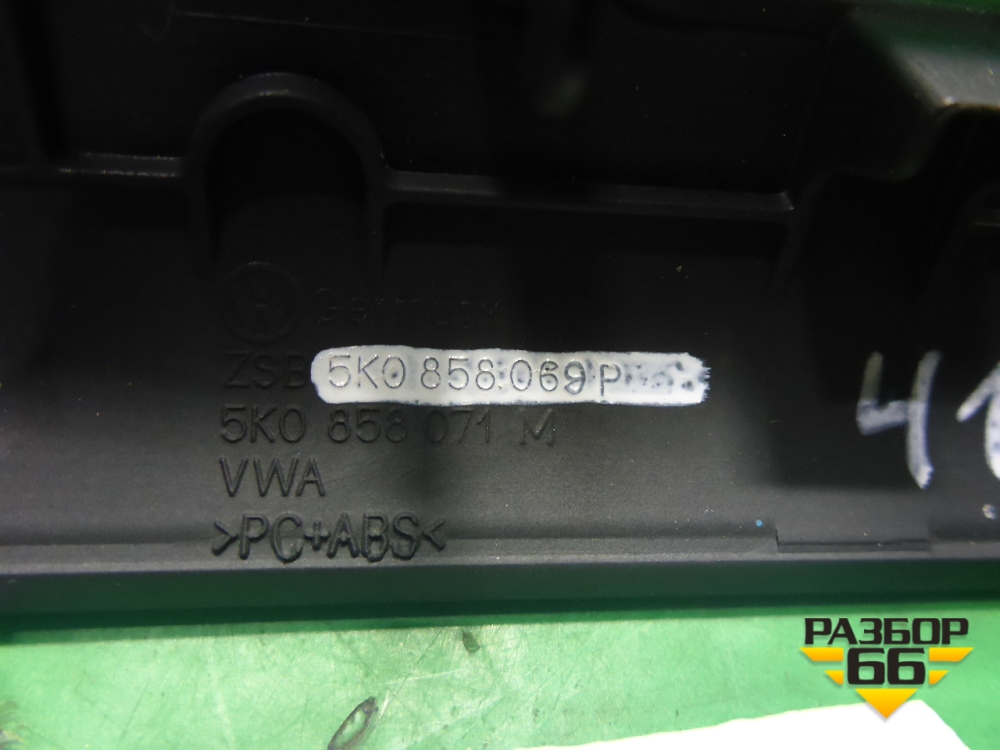 Germany
ZSB 5K0 858 069 P
5K0 858 071 M
VWA
>PC+ABS<
РАЗБОР
66